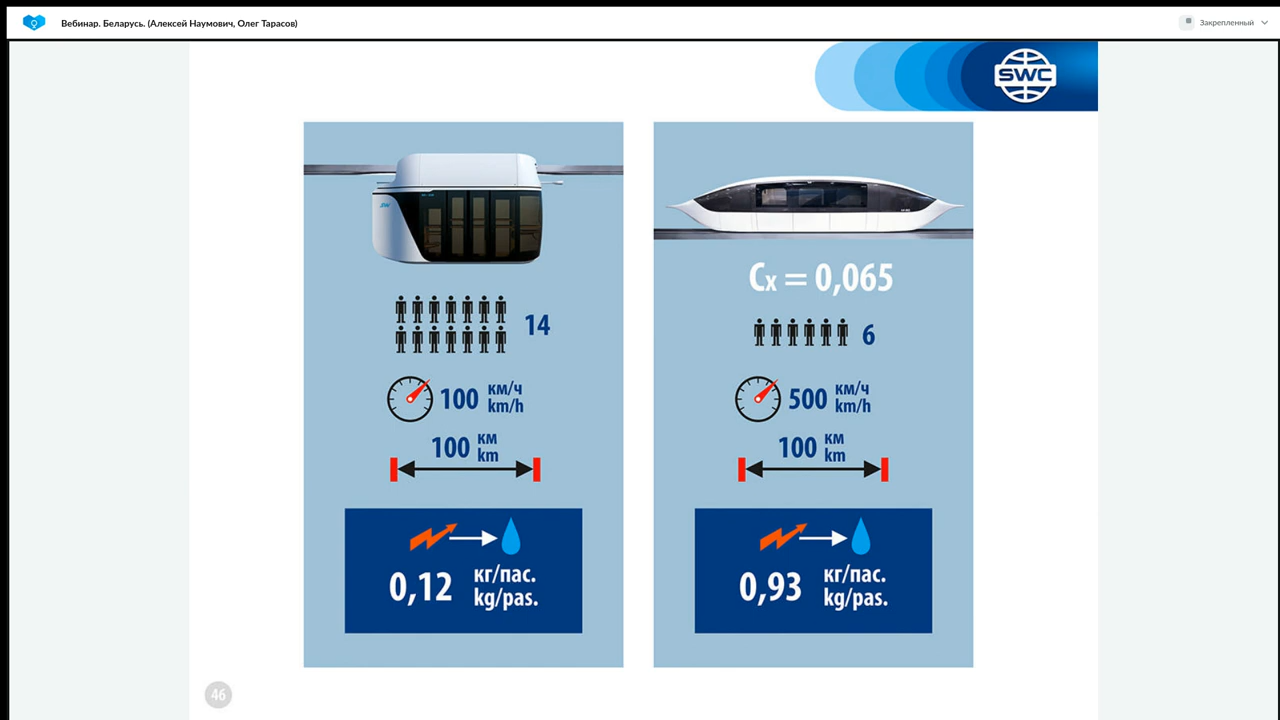 Вебинар. Беларусь. (Алексей Наумович, Олег Тарасов)
Закрепленный
SWC
14
100 км/ч
km/h
100 км
km
0,12 кг/пас.
kg/pas.
Cx = 0,065
6
500 км/ч
km/h
100 км
km
0,93 кг/пас.
kg/pas.
46